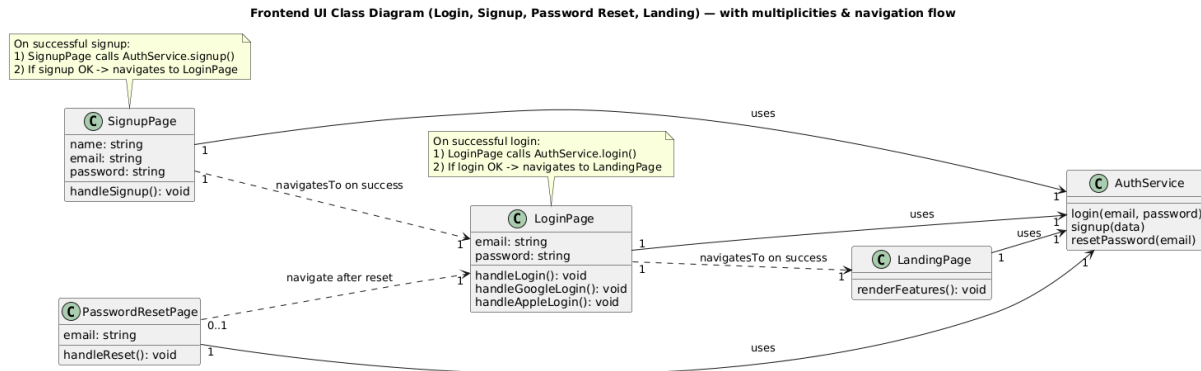 Frontend UI Class Diagram (Login, Signup, Password Reset, Landing) — with multiplicities & navigation flow
On successful signup:
1) SignupPage calls AuthService.signup()
2) If signup OK -> navigates to LoginPage
C SignupPage
name: string
email: string
password: string
handleSignup(): void
1
1
uses
1
navigatesTo on success
1
On successful login:
1) LoginPage calls AuthService.login()
2) If login OK -> navigates to LandingPage
C LoginPage
email: string
password: string
handleLogin(): void
handleGoogleLogin(): void
handleAppleLogin(): void
1
1
uses
1
navigatesTo on success
1
C LandingPage
renderFeatures(): void
1
uses
1
C AuthService
login(email, password)
signup(data)
resetPassword(email)
1
C PasswordResetPage
email: string
handleReset(): void
0..1
navigate after reset
1
uses